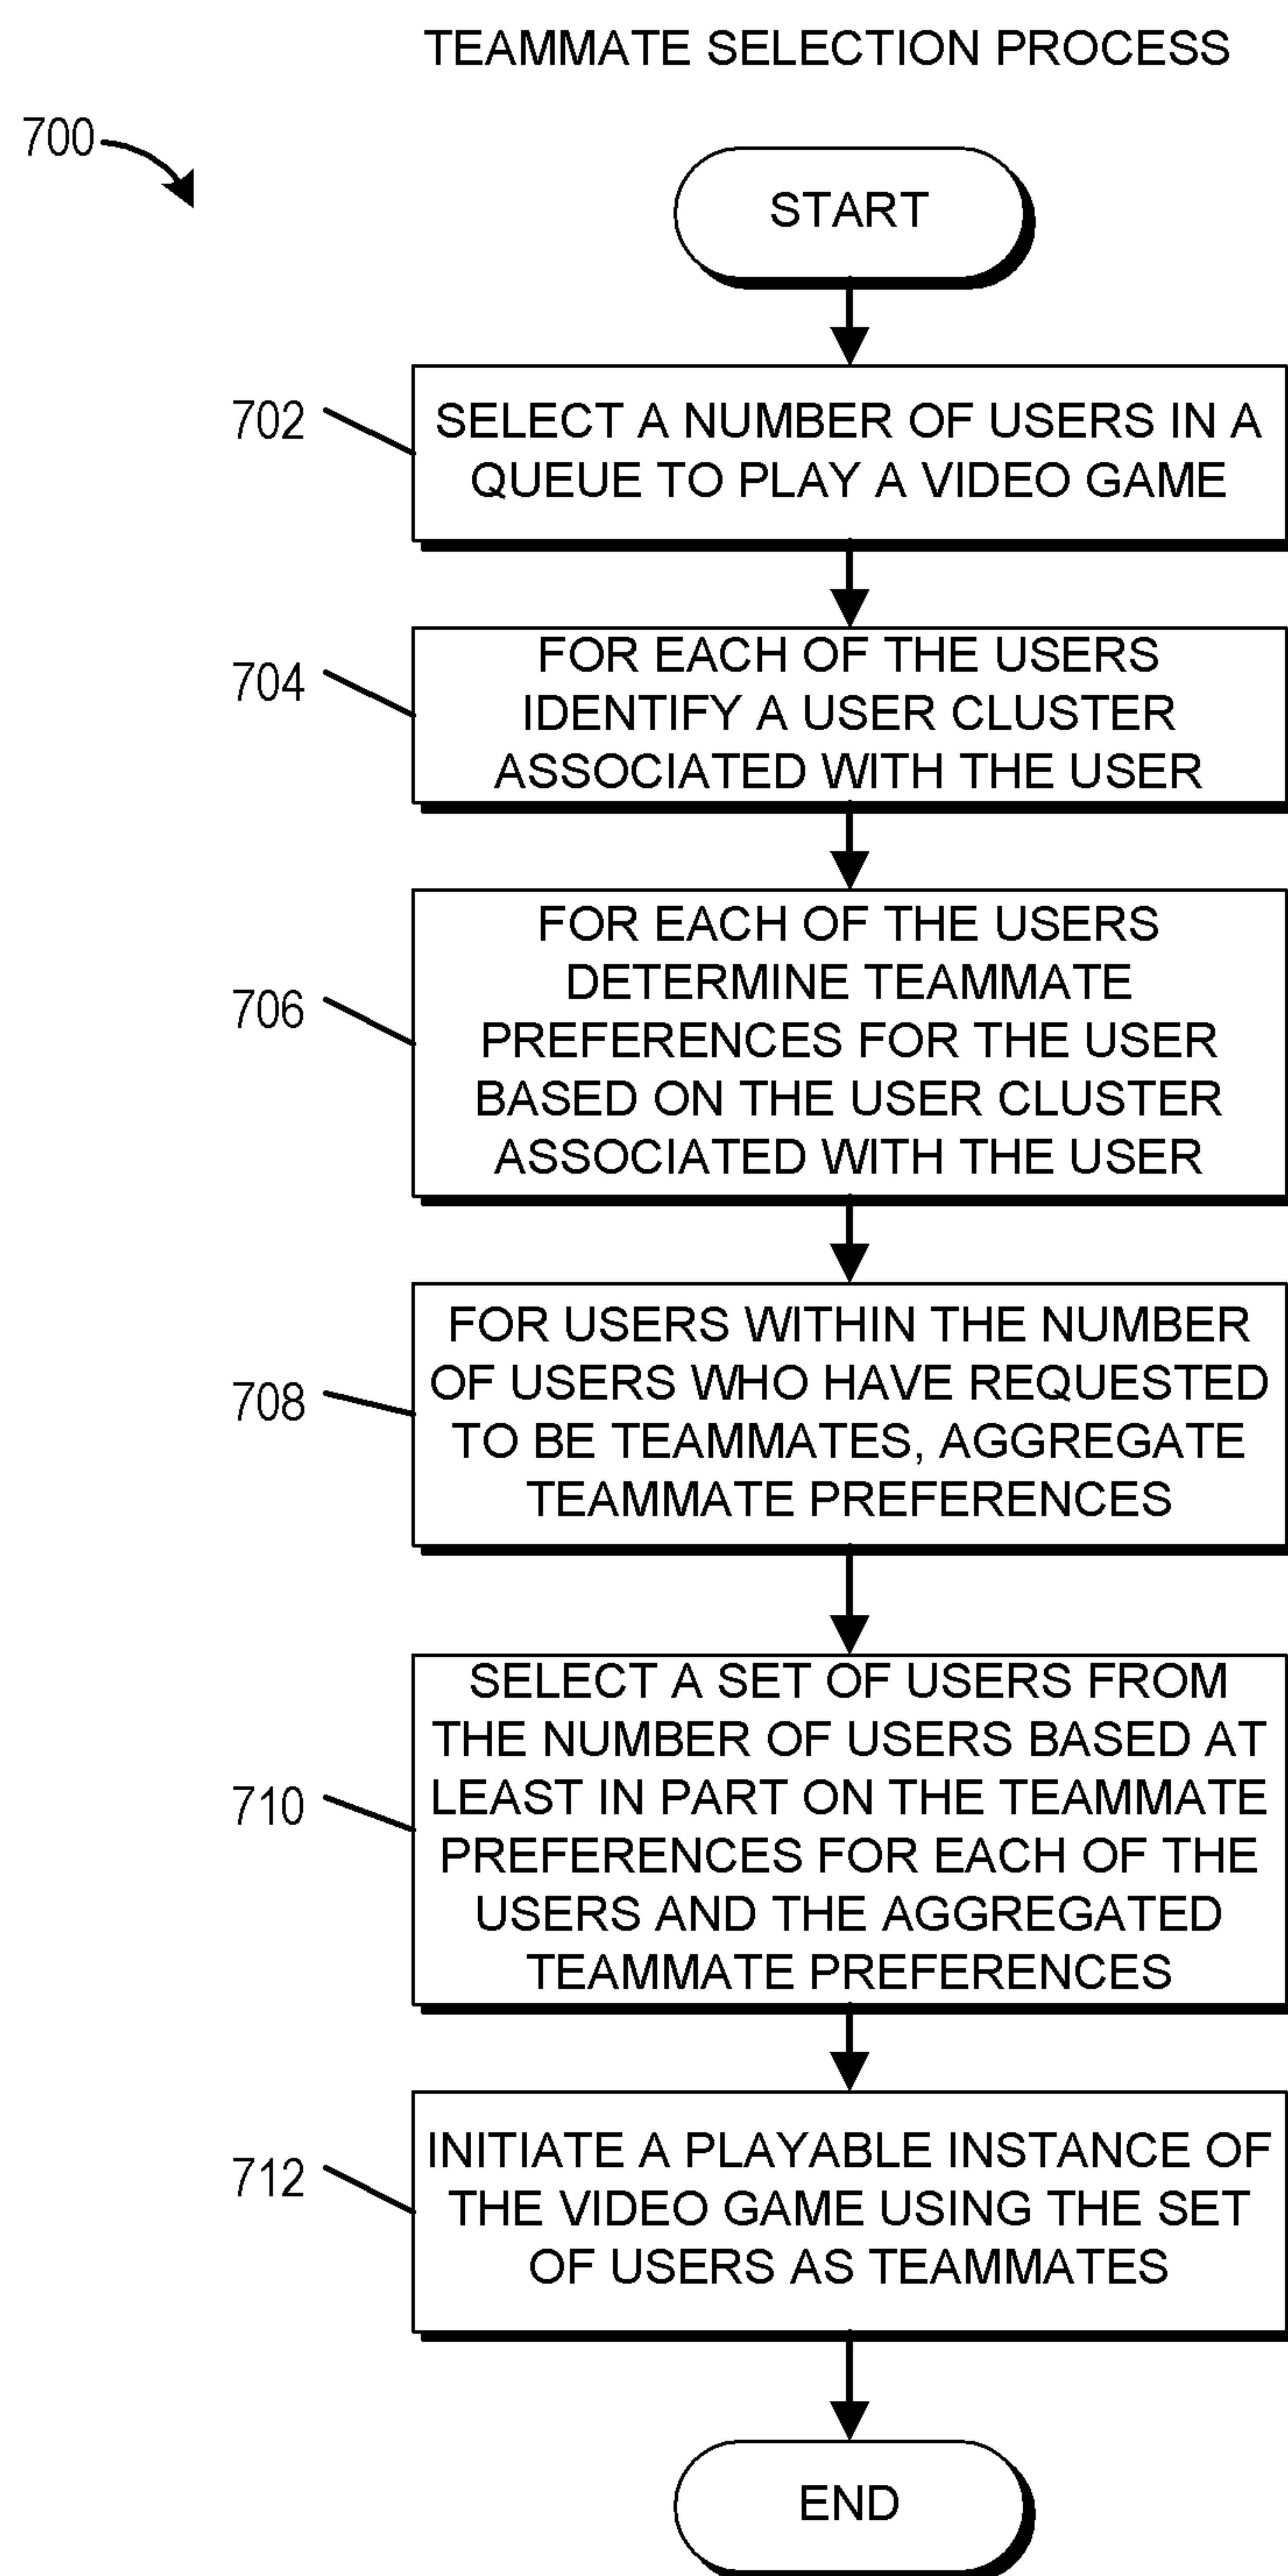 TEAMMATE SELECTION PROCESS
700
START
702
SELECT A NUMBER OF USERS IN A
QUEUE TO PLAY A VIDEO GAME
704
FOR EACH OF THE USERS
IDENTIFY A USER CLUSTER
ASSOCIATED WITH THE USER
706
FOR EACH OF THE USERS
DETERMINE TEAMMATE
PREFERENCES FOR THE USER
BASED ON THE USER CLUSTER
ASSOCIATED WITH THE USER
708
FOR USERS WITHIN THE NUMBER
OF USERS WHO HAVE REQUESTED
TO BE TEAMMATES, AGGREGATE
TEAMMATE PREFERENCES
710
SELECT A SET OF USERS FROM
THE NUMBER OF USERS BASED AT
LEAST IN PART ON THE TEAMMATE
PREFERENCES FOR EACH OF THE
USERS AND THE AGGREGATED
TEAMMATE PREFERENCES
712
INITIATE A PLAYABLE INSTANCE OF
THE VIDEO GAME USING THE SET
OF USERS AS TEAMMATES
END